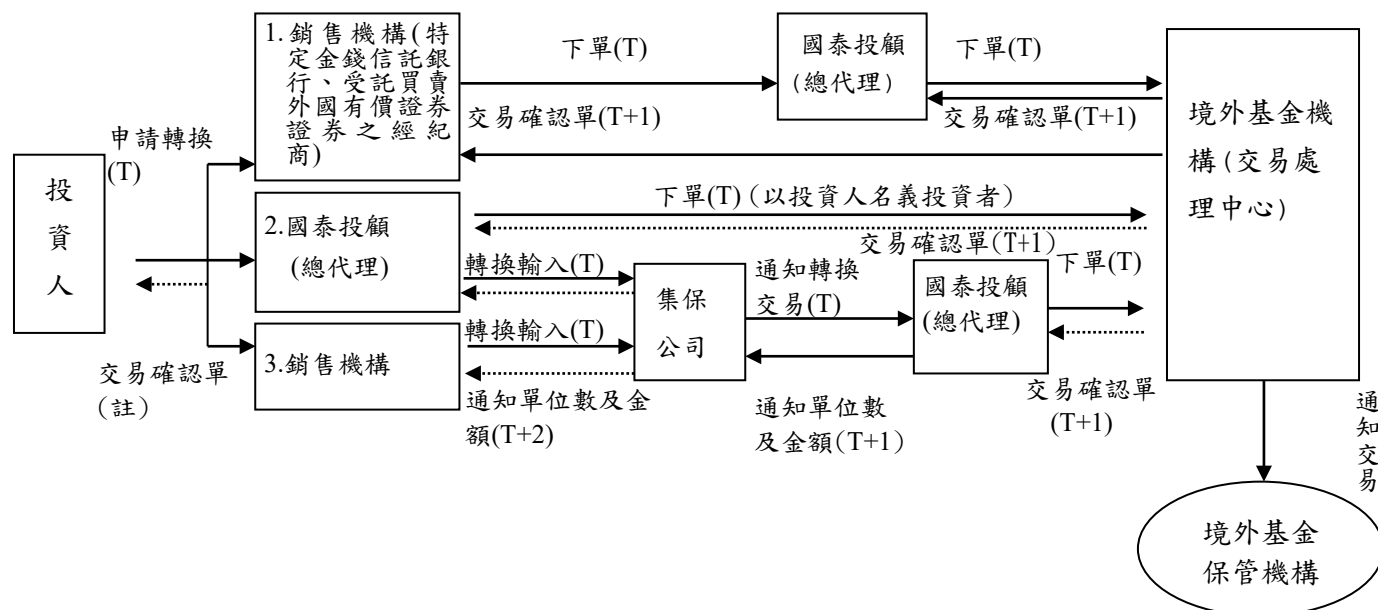 1.銷售機構(特
定金錢信託銀
行、受託買賣
外國有價證券
證券之經紀
商)
下單(T)
國泰投顧
(總代理)
下單(T)
交易確認單(T+1)
交易確認單(T+1)
境外基金機
構(交易處
理中心)
申請轉換
(T)
投
資
人
交易確認單
(註)
2.國泰投顧
(總代理)
下單(T)(以投資人名義投資者)
交易確認單(T+1)
轉換輸入(T)
3.銷售機構
轉換輸入(T)
通知單位數及金
額(T+2)
集保
公司
通知轉換
交易(T)
通知單位數
及金額(T+1)
國泰投顧
(總代理)
下單(T)
交易確認單
(T+1)
通知交易
境外基金
保管機構